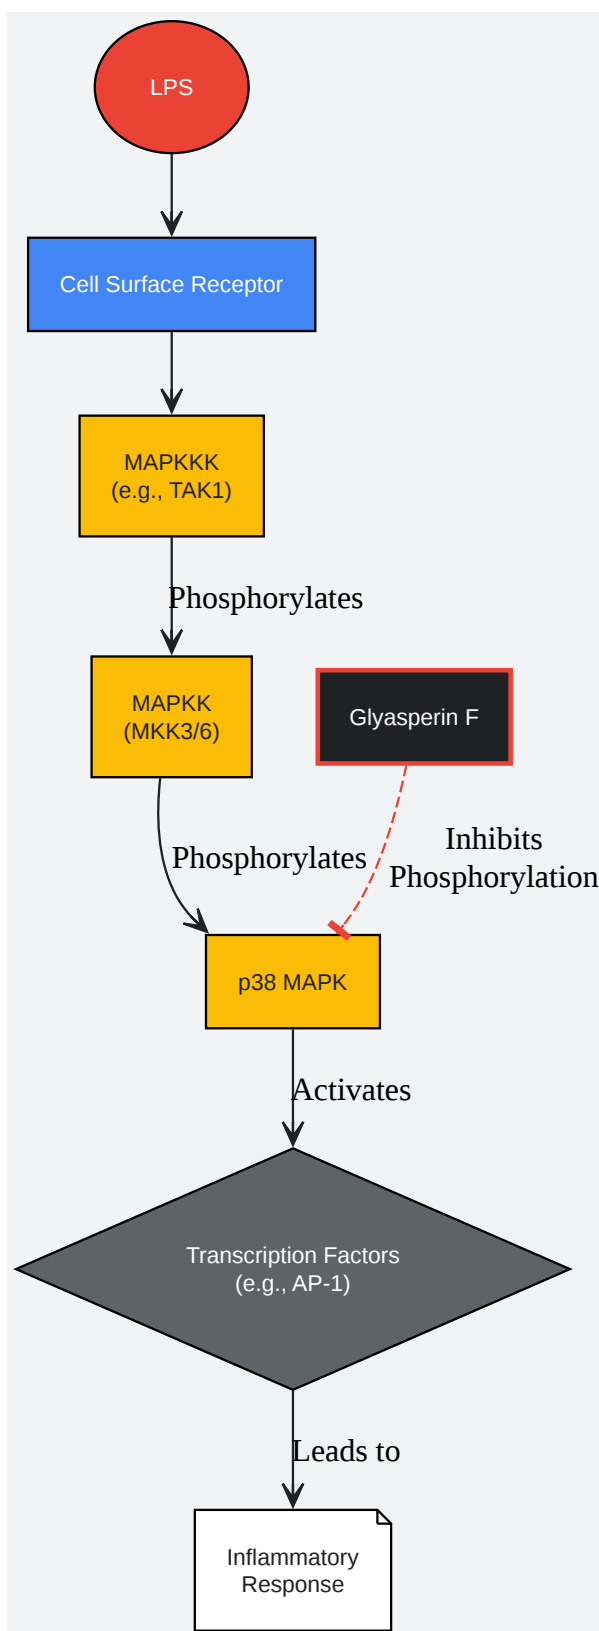 LPS
Cell Surface Receptor
MAPKKK
(e.g., TAK1)
Phosphorylates
MAPKK
(MKK3/6)
Glyasperin F
Phosphorylates
Inhibits
Phosphorylation
p38 MAPK
Activates
Transcription Factors
(e.g., AP-1)
Leads to
Inflammatory
Response